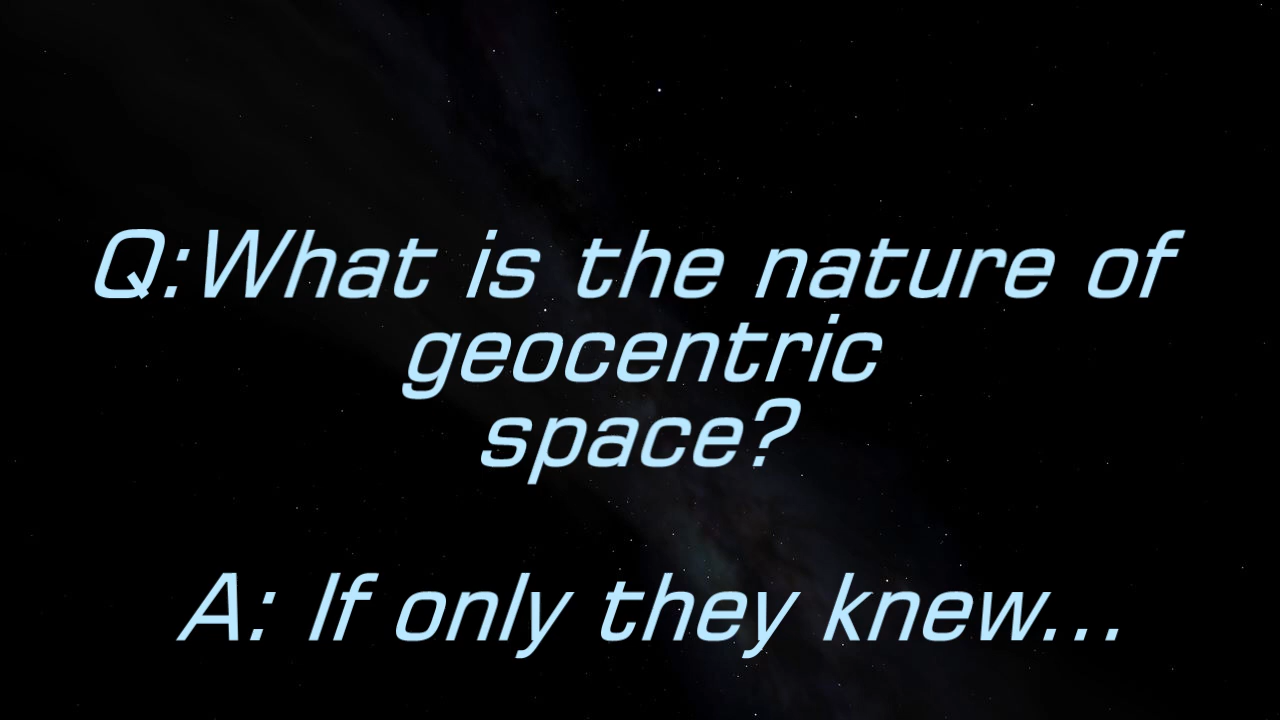 Q:What is the nature of
geocentric
space?
A: If only they knew...